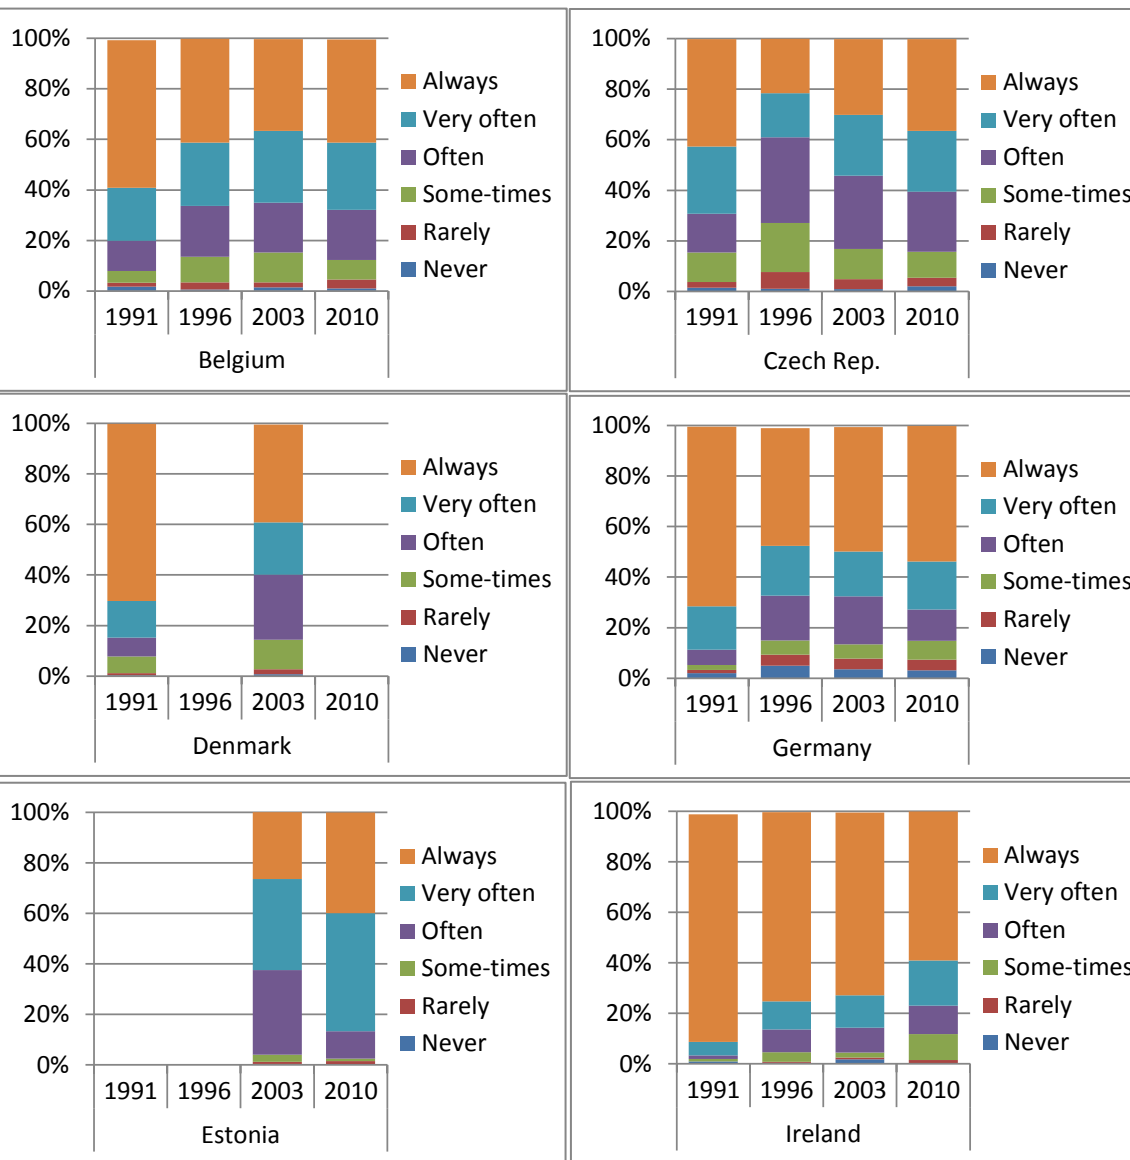 100%
80%
60%
40%
20%
0%
1991 1996 2003 2010
Belgium
Always
Very often
Often
Some-times
Rarely
Never
100%
80%
60%
40%
20%
0%
1991 1996 2003 2010
Czech Rep.
Always
Very often
Often
Some-times
Rarely
Never
100%
80%
60%
40%
20%
0%
1991 1996 2003 2010
Denmark
Always
Very often
Often
Some-times
Rarely
Never
100%
80%
60%
40%
20%
0%
1991 1996 2003 2010
Germany
Always
Very often
Often
Some-times
Rarely
Never
100%
80%
60%
40%
20%
0%
1991 1996 2003 2010
Estonia
Always
Very often
Often
Some-times
Rarely
Never
100%
80%
60%
40%
20%
0%
1991 1996 2003 2010
Ireland
Always
Very often
Often
Some-times
Rarely
Never